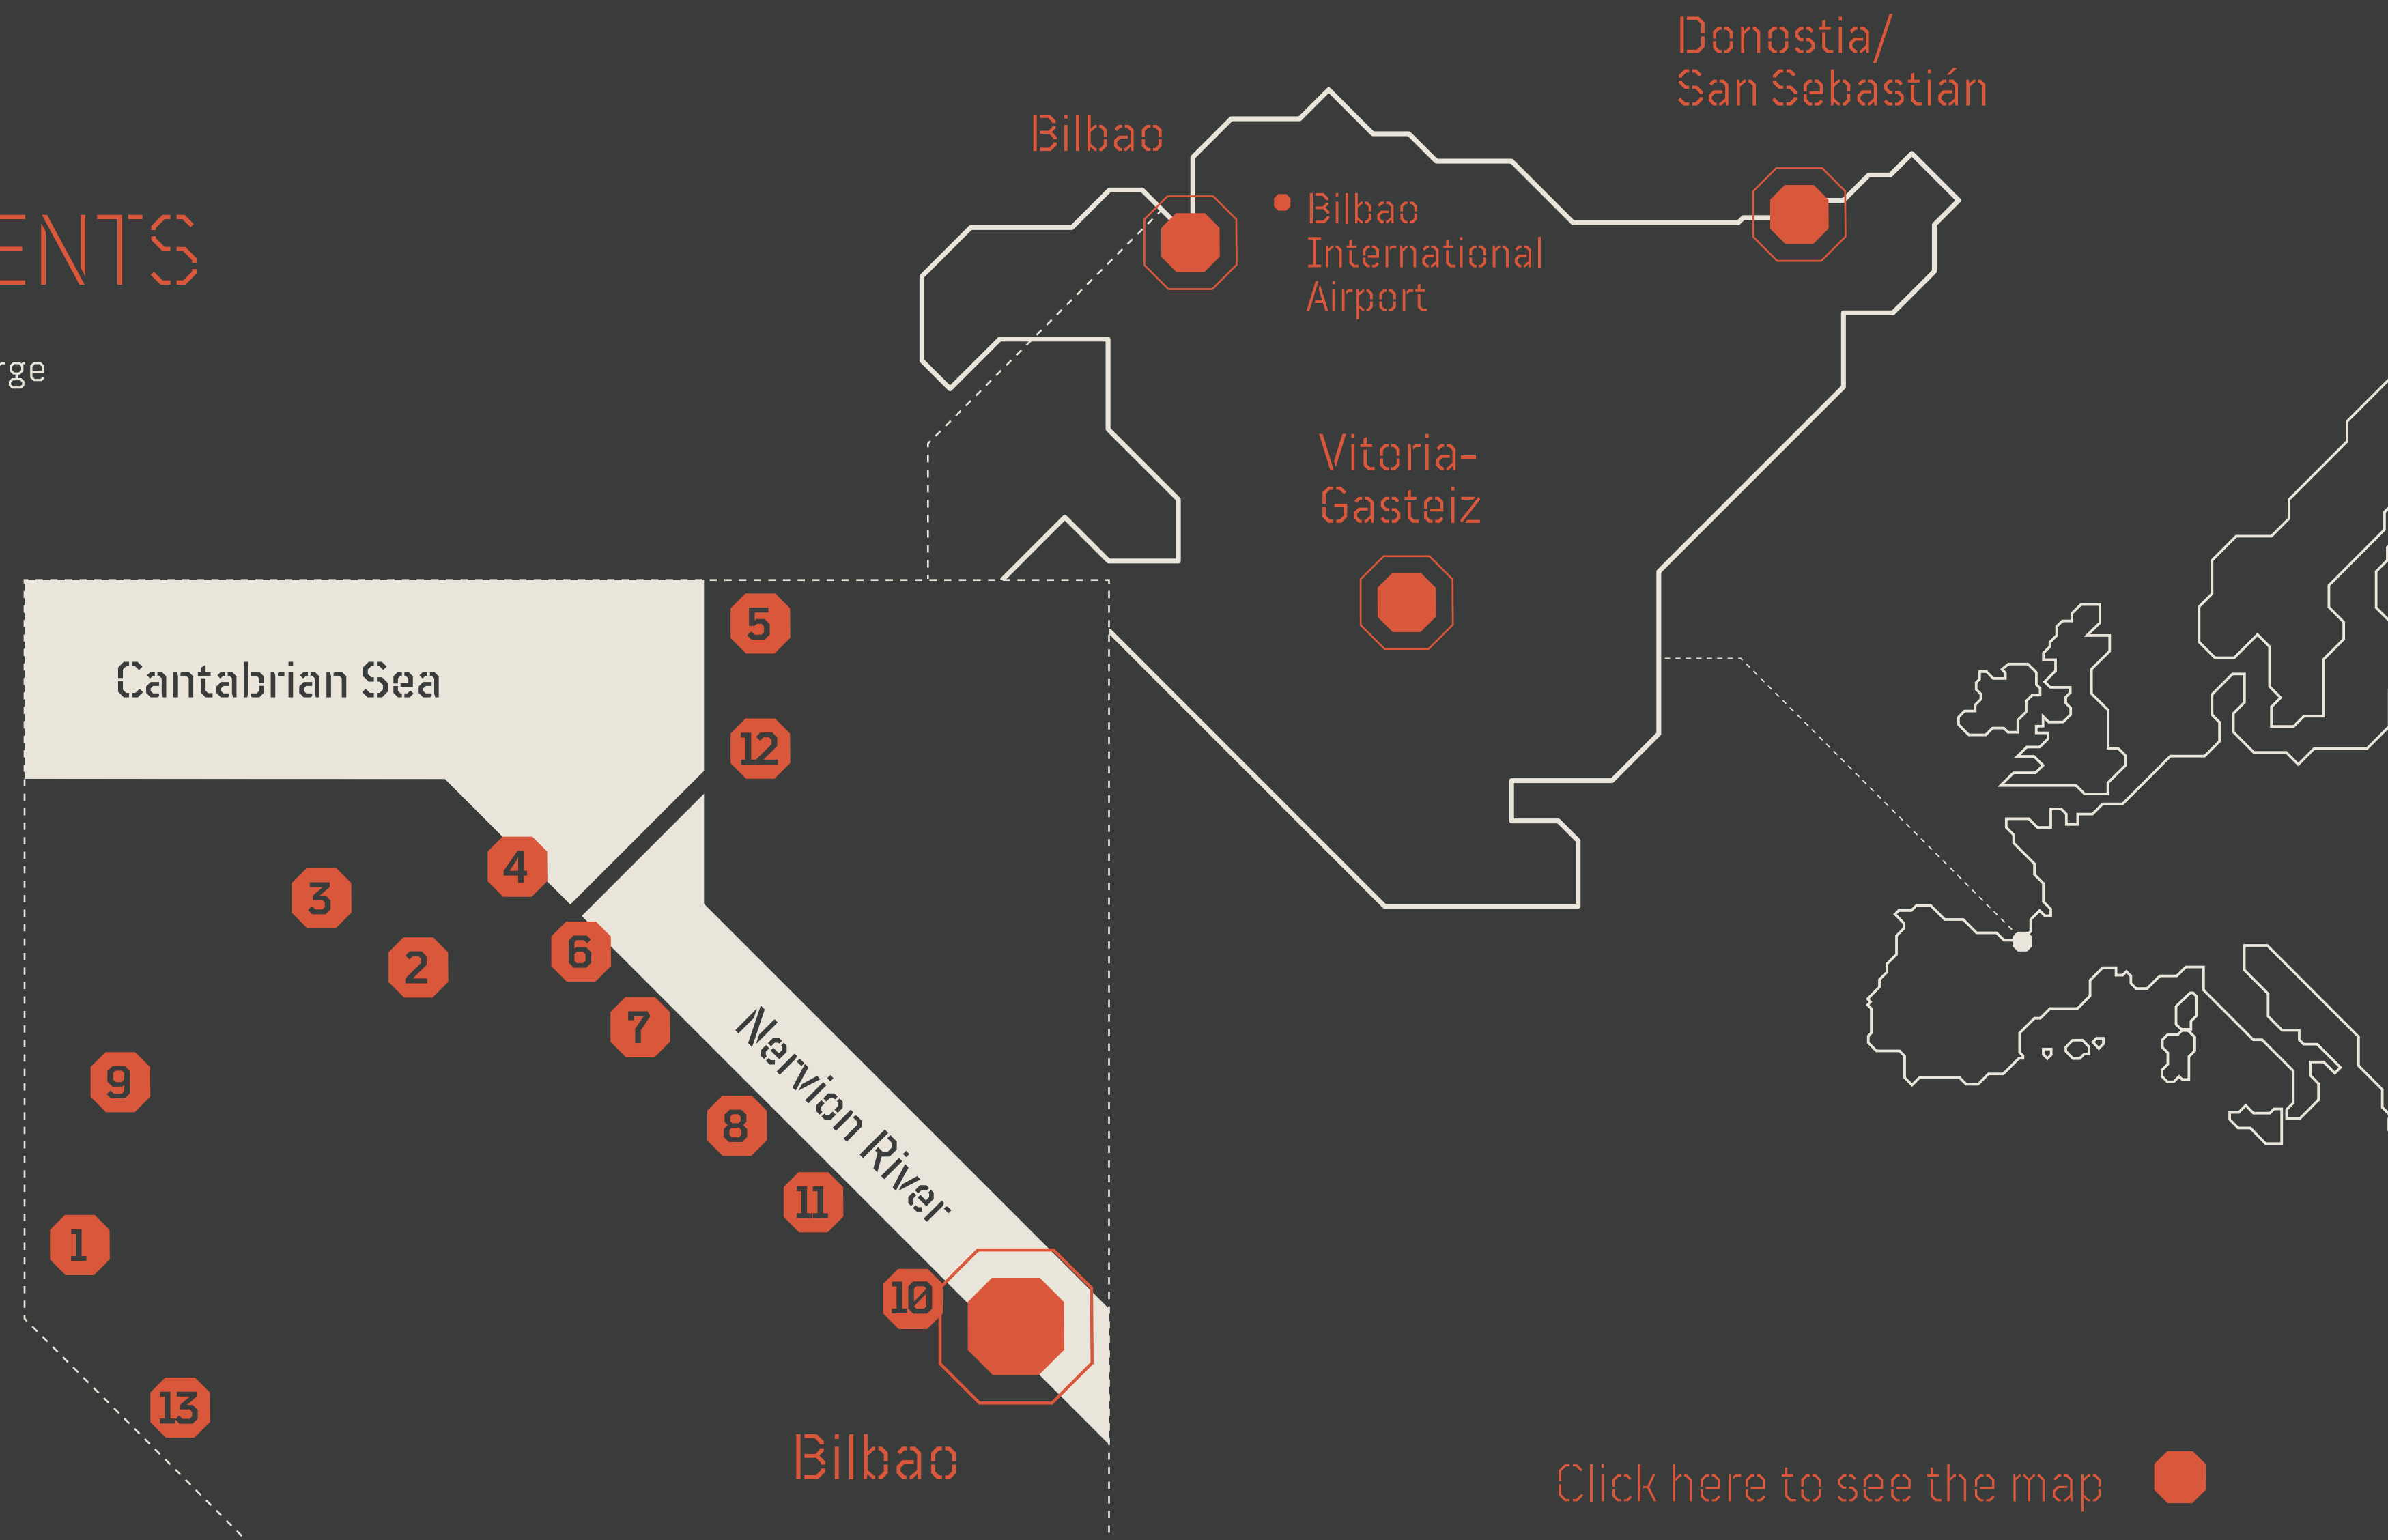 ENTS
rge
Bilbao
Donostia/
San Sebastián
Bilbao
International
Airport
Vitoria-
Gasteiz
Cantabrian Sea
5
12
4
3
2
6
7
9
8
11
1
10
13
Nervion River
Bilbao
Click here to see the map